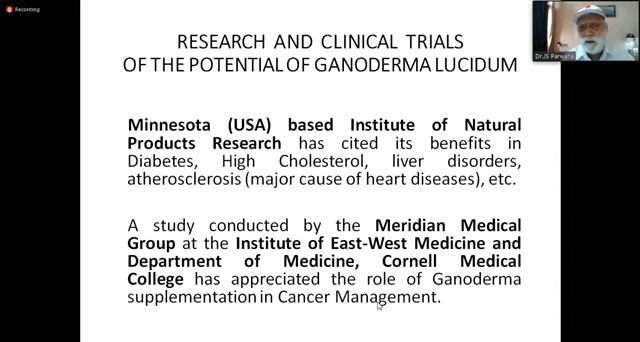 Recording
RESEARCH AND CLINICAL TRIALS
OF THE POTENTIAL OF GANODERMA LUCIDUM
Minnesota (USA) based Institute of Natural
Products Research has cited its benefits in
Diabetes, High Cholesterol, liver disorders,
atherosclerosis (major cause of heart diseases), etc.
A study conducted by the Meridian Medical
Group at the Institute of East-West Medicine and
Department of Medicine, Cornell Medical
College has appreciated the role of Ganoderma
supplementation in Cancer Management.
Dr.JS